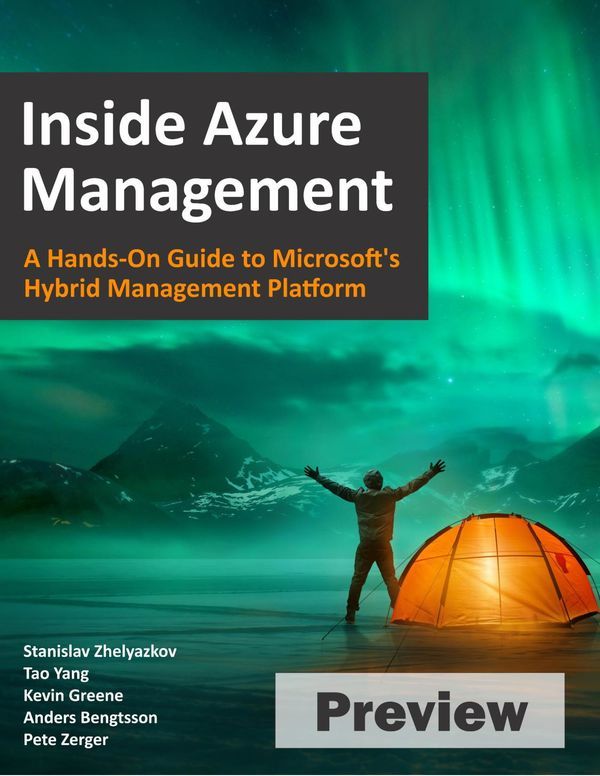 Inside Azure
Management
A Hands-On Guide to Microsoft's
Hybrid Management Platform
Stanislav Zhelyazkov
Tao Yang
Kevin Greene
Anders Bengtsson
Pete Zerger
Preview